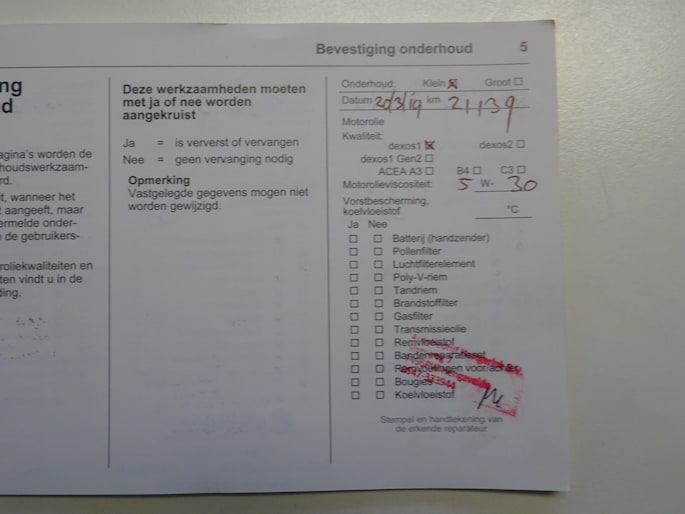 Bevestiging onderhoud 5
ng
d
agina's worden de
houdswerkzaam-
rd.
t, wanneer het
t aangeeft, maar
ermelde onder-
de gebruikers-
roliekwaliteiten en
ten vindt u in de
ding.
Deze werkzaamheden moeten
met ja of nee worden
aangekruist
Ja = is ververst of vervangen
Nee = geen vervanging nodig
Opmerking
Vastgelegde gegevens mogen niet
worden gewijzigd.
Onderhoud: Klein Groot
Datum 20/3/19 km 21139
Motorolie
Kwaliteit:
dexos1 dexos2
dexos1 Gen2
ACEA A3 B4 C3
Motorolieviscositeit: 5 W- 30
Vorstbescherming,
koelvloeistof °C
Ja Nee
Batterij (handzender)
Pollenfilter
Luchtfilterelement
Poly-V-riem
Tandriem
Brandstoffilter
Gasfilter
Transmissieolie
Remvloeistof
Bandenreparatieset
Remvoeringen voor/achter
Bougies
Koelvloeistof
Stempel en handtekening van
de erkende reparateur